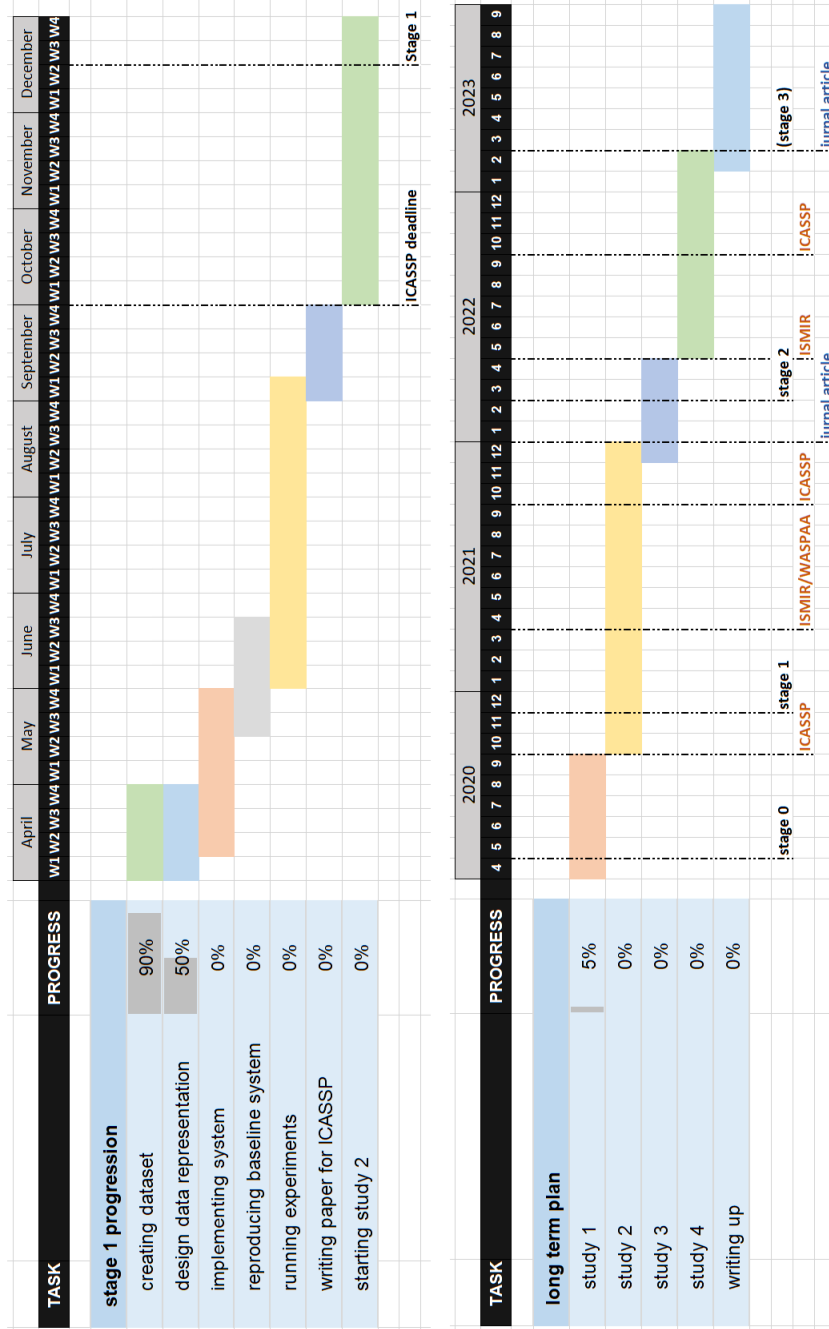 TASK PROGRESS April May June July August September October November December
W1 W2 W3 W4 W1 W2 W3 W4 W1 W2 W3 W4 W1 W2 W3 W4 W1 W2 W3 W4 W1 W2 W3 W4 W1 W2 W3 W4 W1 W2 W3 W4 W1 W2 W3 W4
stage 1 progression
creating dataset 90%
design data representation 50%
implementing system 0%
reproducing baseline system 0%
running experiments 0%
writing paper for ICASSP 0%
starting study 2 0%
ICASSP deadline Stage 1
2020 2021 2022 2023
TASK PROGRESS 4 5 6 7 8 9 10 11 12 1 2 3 4 5 6 7 8 9 10 11 12 1 2 3 4 5 6 7 8 9 10 11 12 1 2 3 4 5 6 7 8 9
long term plan
study 1 5%
study 2 0%
study 3 0%
study 4 0%
writing up 0%
stage 0 stage 1 stage 2 (stage 3)
ICASSP ISMIR/WASPAA ICASSP ISMIR ICASSP
jurnal article jurnal article